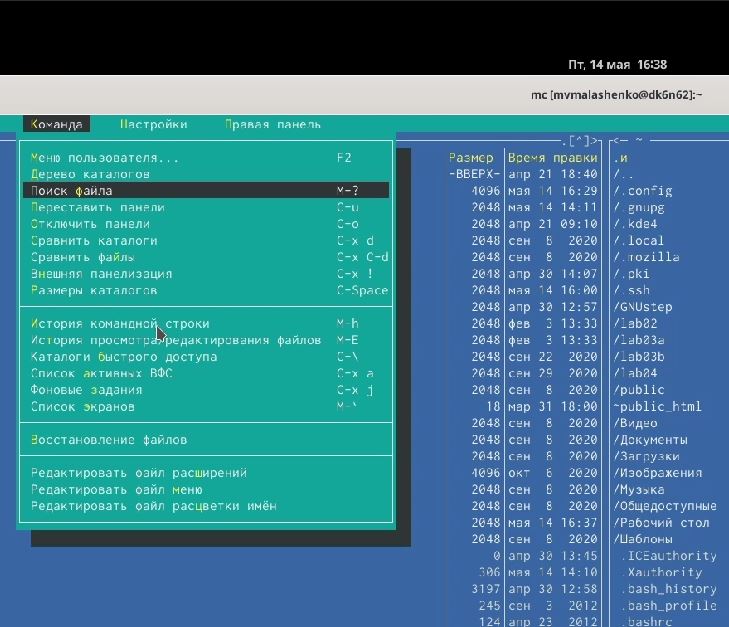 Пт, 14 мая 16:38
mc [mvmalashenko@dk6n62]:~
Команда Настройки Правая панель
.[^]> <─ ~
Меню пользователя... F2
Дерево каталогов
Поиск файла M-?
Переставить панели C-u
Отключить панели C-o
Сравнить каталоги C-x d
Сравнить файлы C-x C-d
Внешняя панелизация C-x !
Размеры каталогов C-Space
История командной строки M-h
История просмотра/редактирования файлов M-E
Каталоги быстрого доступа C-\
Список активных ВФС C-x a
Фоновые задания C-x j
Список экранов M-`
Восстановление файлов
Редактировать файл расширений
Редактировать файл меню
Редактировать файл расцветки имён
Размер Время правки .и
-ВВЕРХ- апр 21 18:40 /..
4096 мая 14 16:29 /.config
2048 мая 14 14:11 /.gnupg
2048 апр 21 09:10 /.kde4
2048 сен 8 2020 /.local
2048 сен 8 2020 /.mozilla
2048 апр 30 14:07 /.pki
2048 мая 14 16:00 /.ssh
2048 апр 30 12:57 /GNUstep
2048 фев 3 13:33 /lab02
2048 фев 3 13:33 /lab03a
2048 сен 22 2020 /lab03b
2048 сен 29 2020 /lab04
2048 сен 8 2020 /public
18 мар 31 18:00 ~public_html
2048 сен 8 2020 /Видео
2048 сен 8 2020 /Документы
2048 сен 8 2020 /Загрузки
4096 окт 6 2020 /Изображения
2048 сен 8 2020 /Музыка
2048 сен 8 2020 /Общедоступные
2048 мая 14 16:37 /Рабочий стол
2048 сен 8 2020 /Шаблоны
0 апр 30 13:45 .ICEauthority
306 мая 14 14:10 .Xauthority
3197 апр 30 12:58 .bash_history
245 сен 3 2012 .bash_profile
124 апр 23 2012 .bashrc